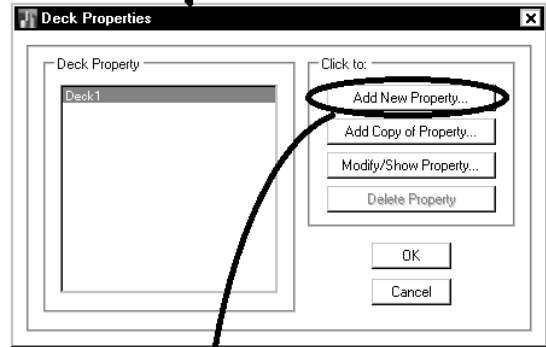 Deck Properties
Deck Property
Deck1
Click to:
Add New Property...
Add Copy of Property...
Modify/Show Property...
Delete Property
OK
Cancel